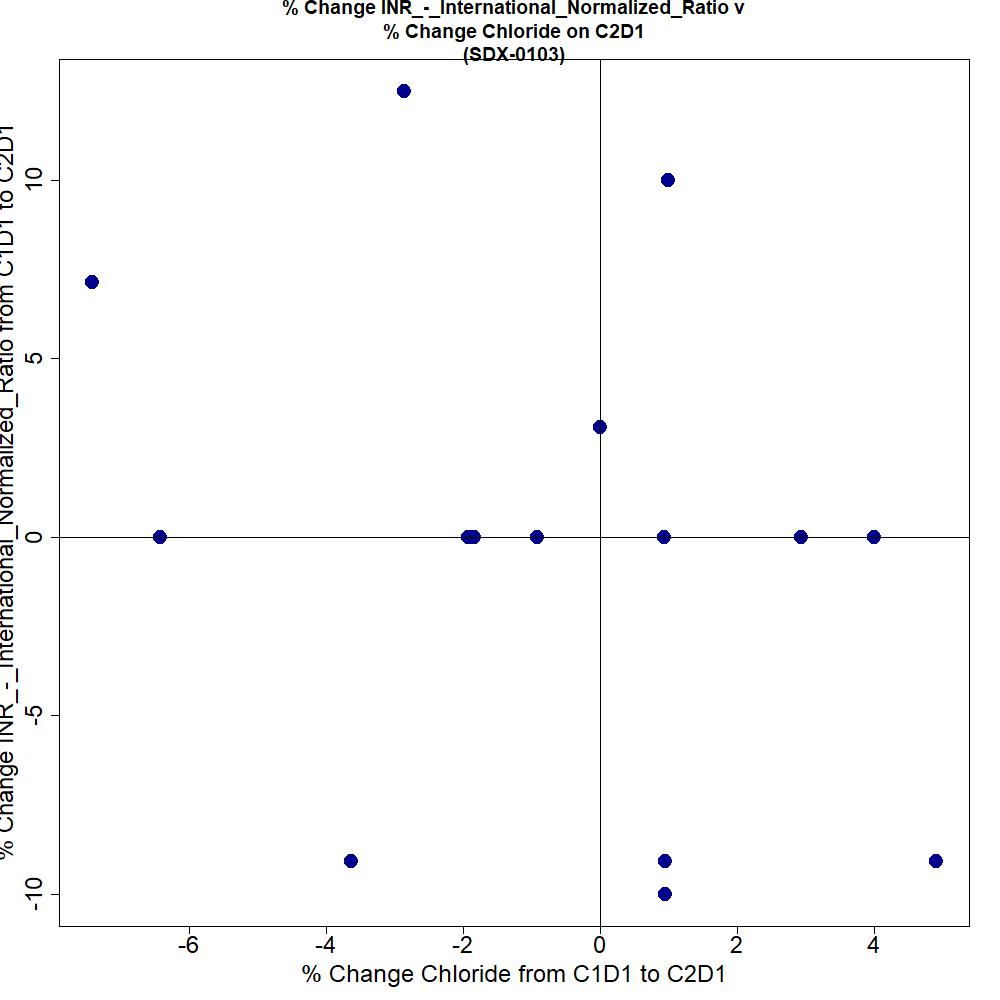 % Change INR_-_International_Normalized_Ratio v
% Change Chloride on C2D1
(SDX-0103)
% Change INR_-_International_Normalized_Ratio from C1D1 to C2D1
10
5
0
-5
-10
-6
-4
-2
0
2
4
% Change Chloride from C1D1 to C2D1